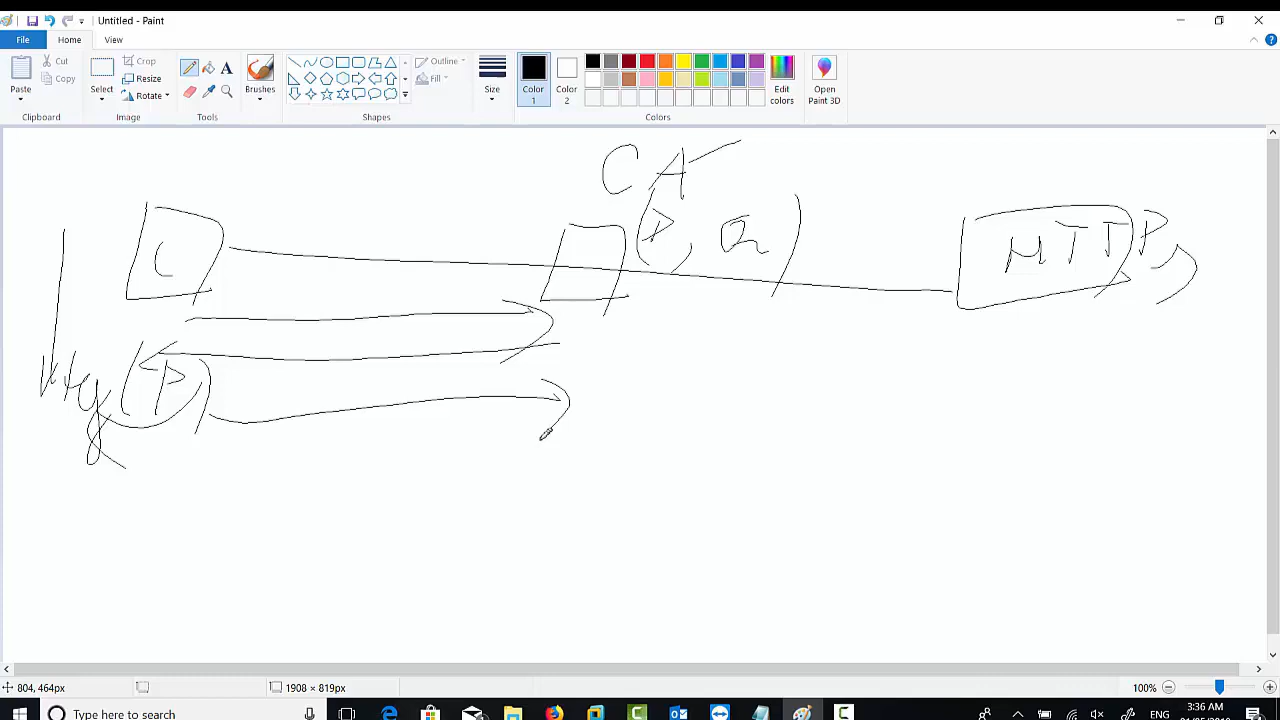 Untitled - Paint
File Home View
Cut
Copy
Paste
Clipboard
Crop
Resize
Rotate
Select
Image
A
Tools
Brushes
Outline
Fill
Shapes
Size
Color 1
Color 2
Edit colors
Colors
Open Paint 3D
CA
C
(P,
HTTPs
key (P)
804, 464px
1908 × 819px
100%
Type here to search
ENG
3:36 AM